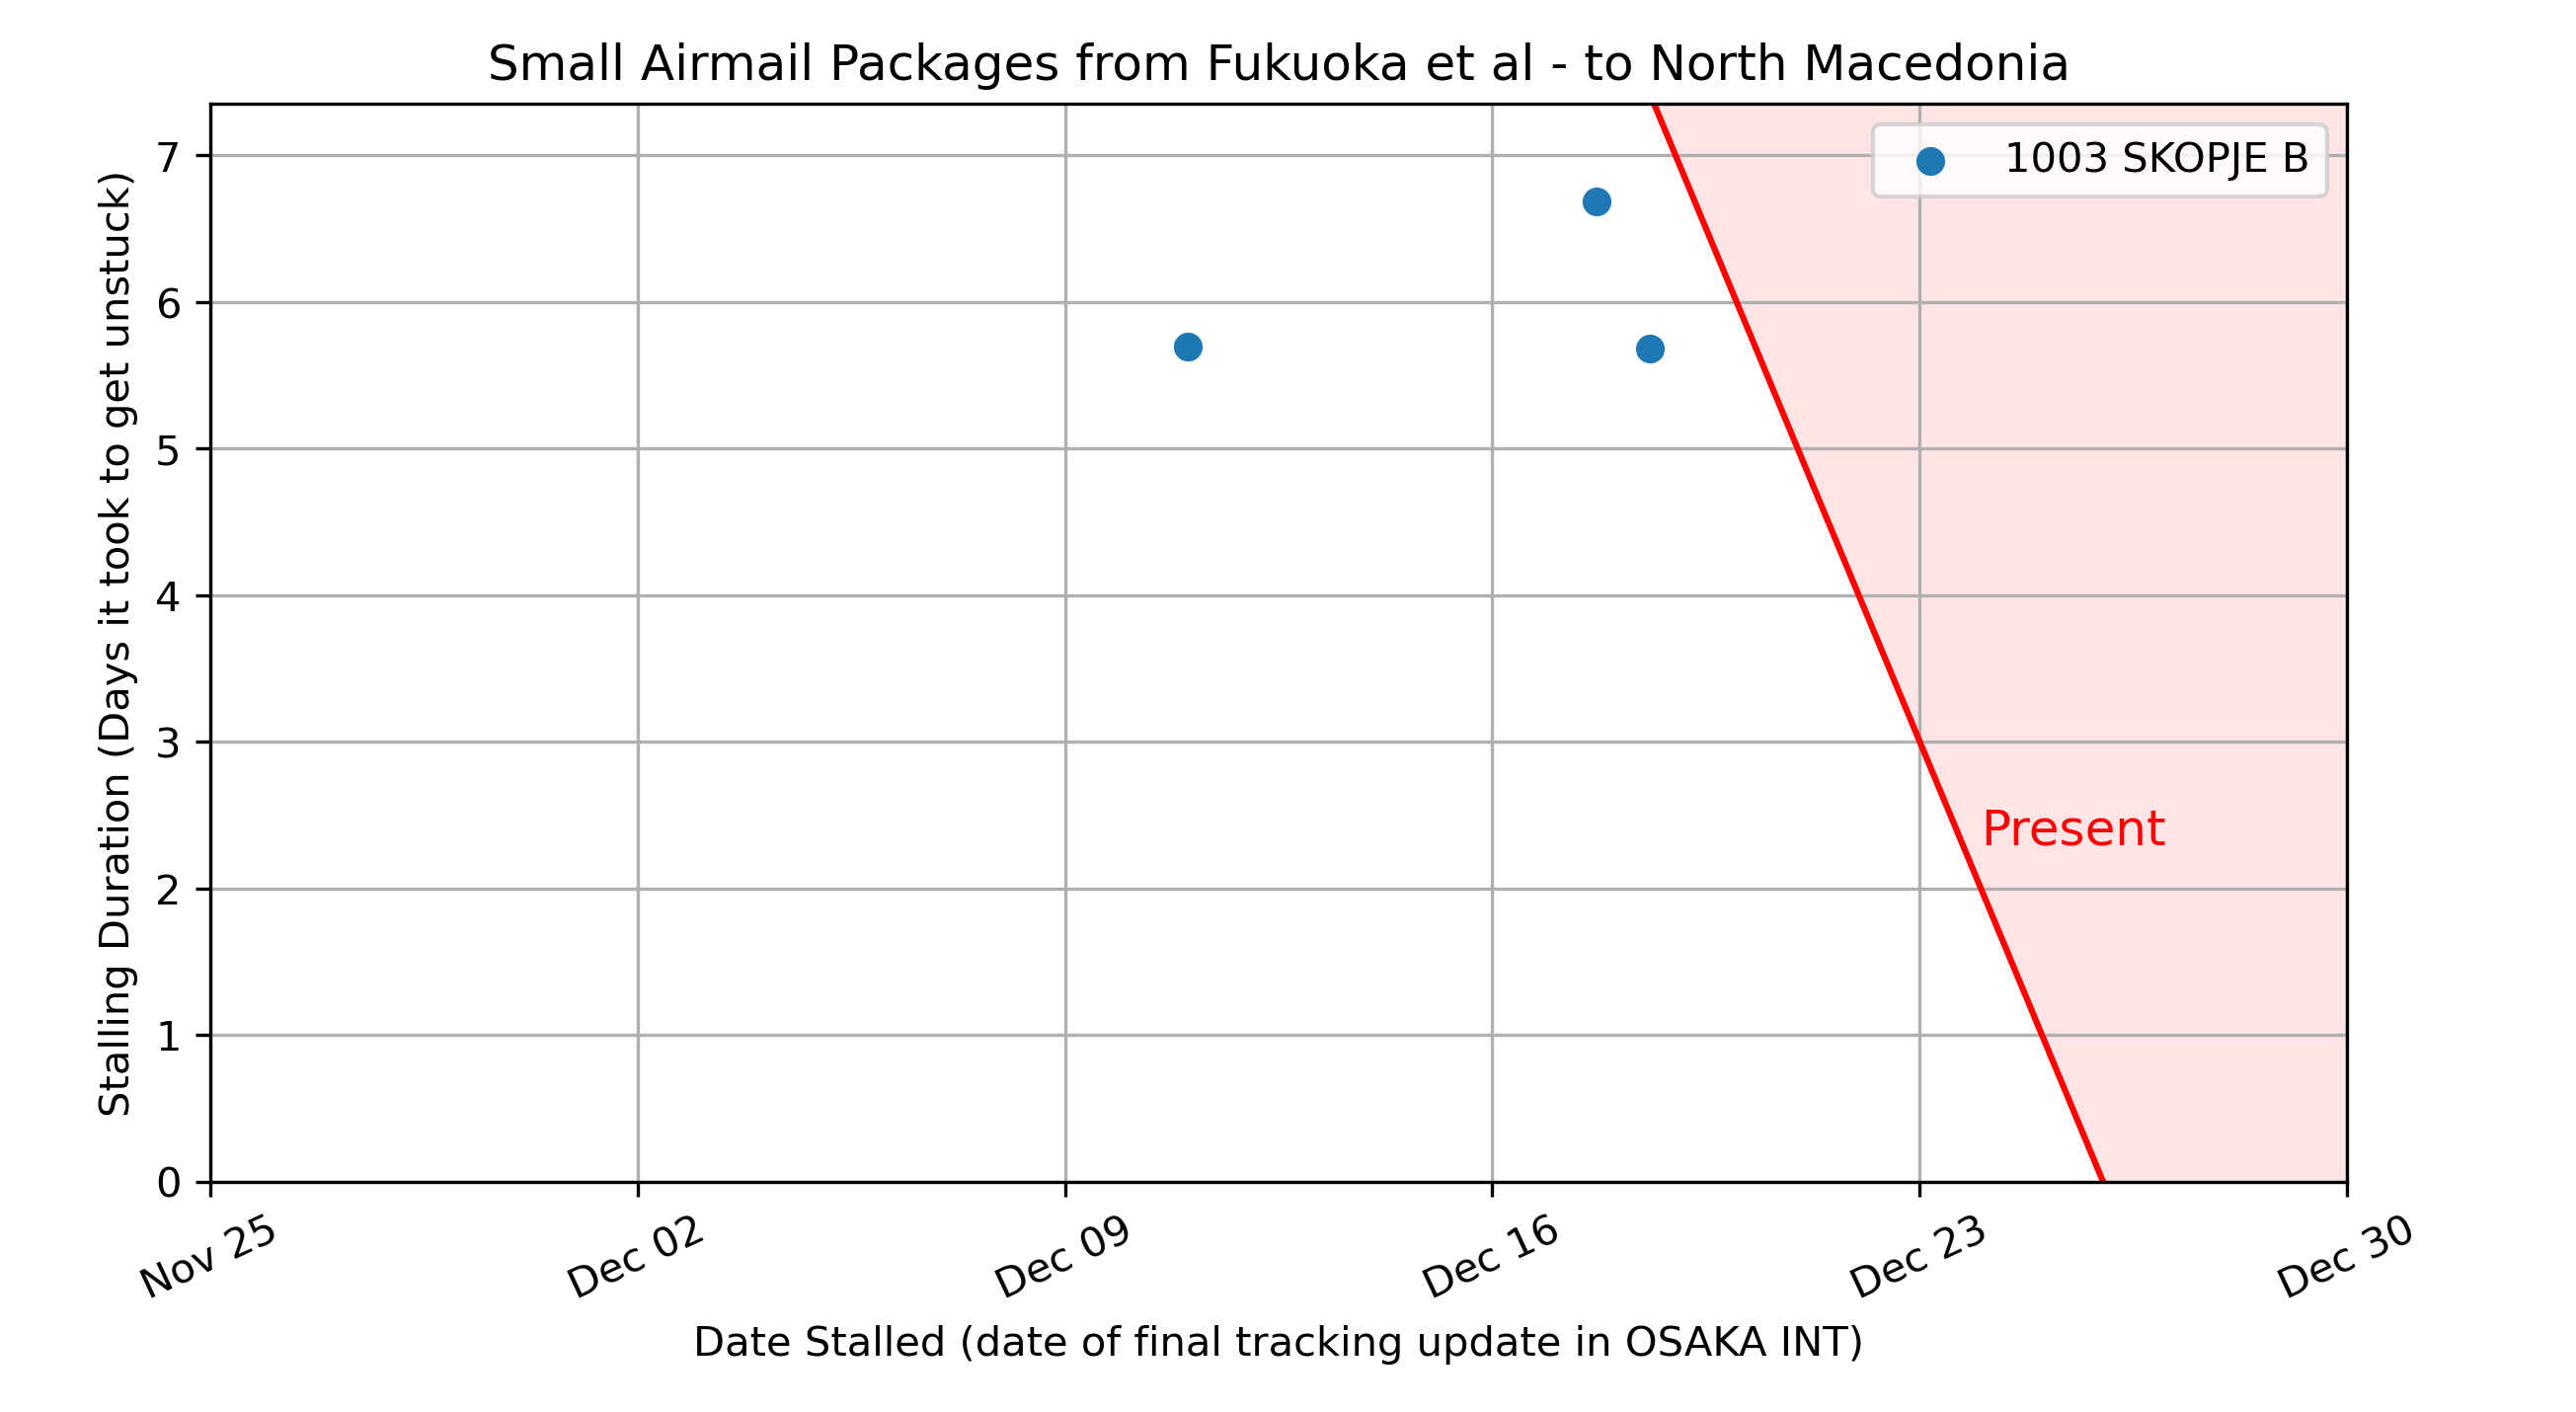 Small Airmail Packages from Fukuoka et al - to North Macedonia
Stalling Duration (Days it took to get unstuck)
7
6
5
4
3
2
1
0
1003 SKOPJE B
Present
Nov 25
Dec 02
Dec 09
Dec 16
Dec 23
Dec 30
Date Stalled (date of final tracking update in OSAKA INT)